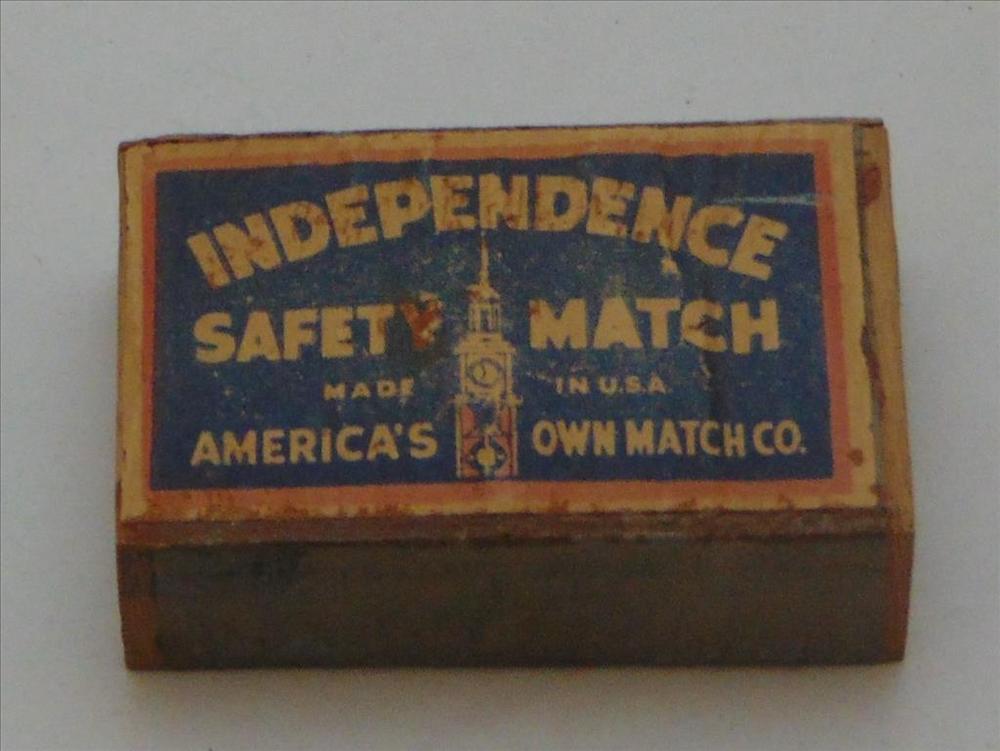 INDEPENDENCE
SAFETY MATCH
MADE IN U.S.A.
AMERICA'S OWN MATCH CO.